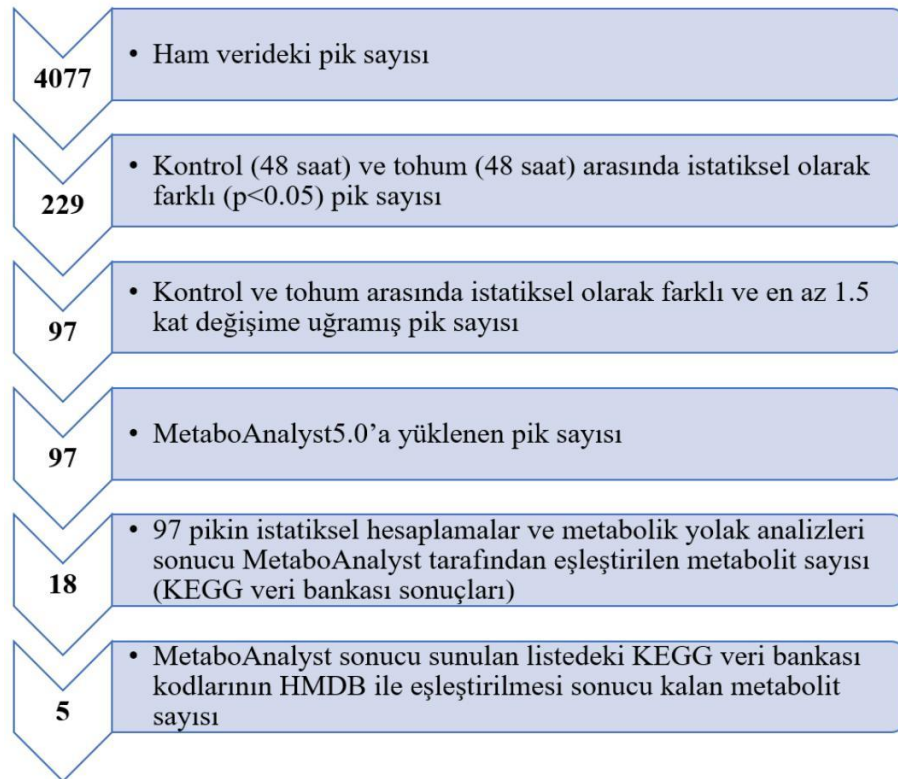 4077
• Ham verideki pik sayısı
229
• Kontrol (48 saat) ve tohum (48 saat) arasında istatiksel olarak
farklı (p<0.05) pik sayısı
97
• Kontrol ve tohum arasında istatiksel olarak farklı ve en az 1.5
kat değişime uğramış pik sayısı
97
• MetaboAnalyst5.0’a yüklenen pik sayısı
18
• 97 pikin istatiksel hesaplamalar ve metabolik yolak analizleri
sonucu MetaboAnalyst tarafından eşleştirilen metabolit sayısı
(KEGG veri bankası sonuçları)
5
• MetaboAnalyst sonucu sunulan listedeki KEGG veri bankası
kodlarının HMDB ile eşleştirilmesi sonucu kalan metabolit
sayısı